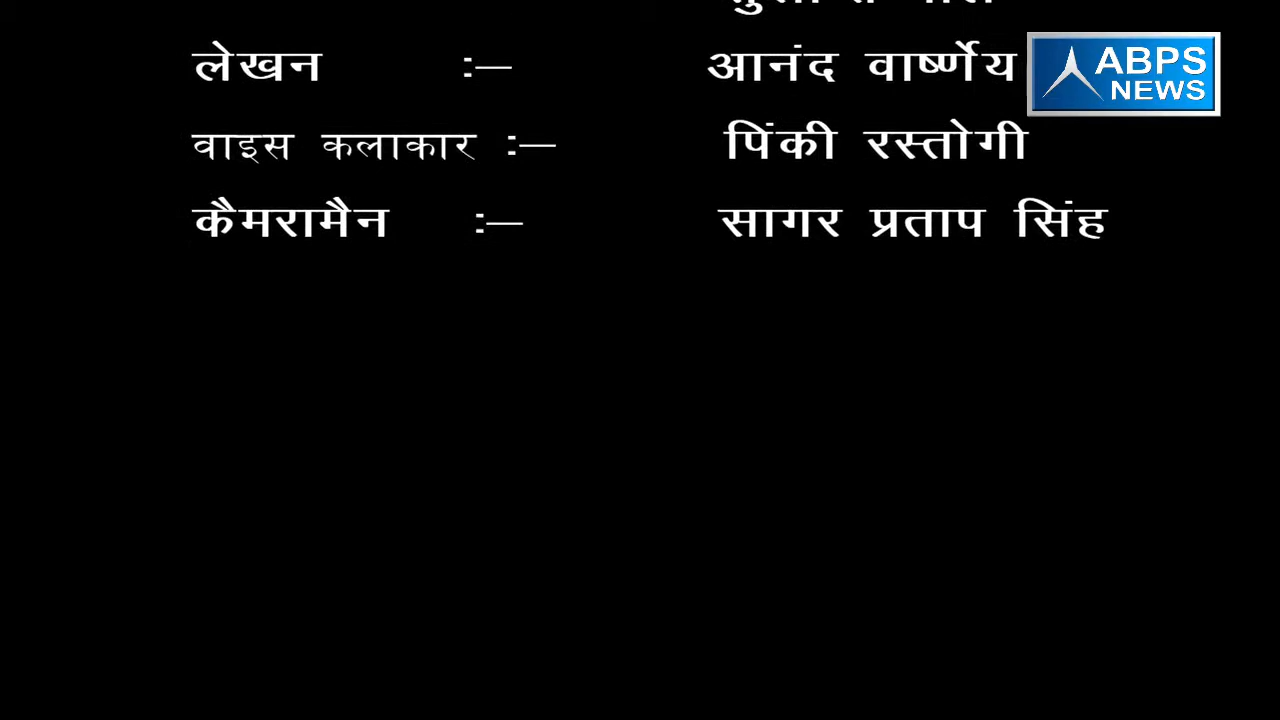 लेखन :— आनंद वार्ष्णेय
वाइस कलाकार :— पिंकी रस्तोगी
कैमरामैन :— सागर प्रताप सिंह
ABPS
NEWS